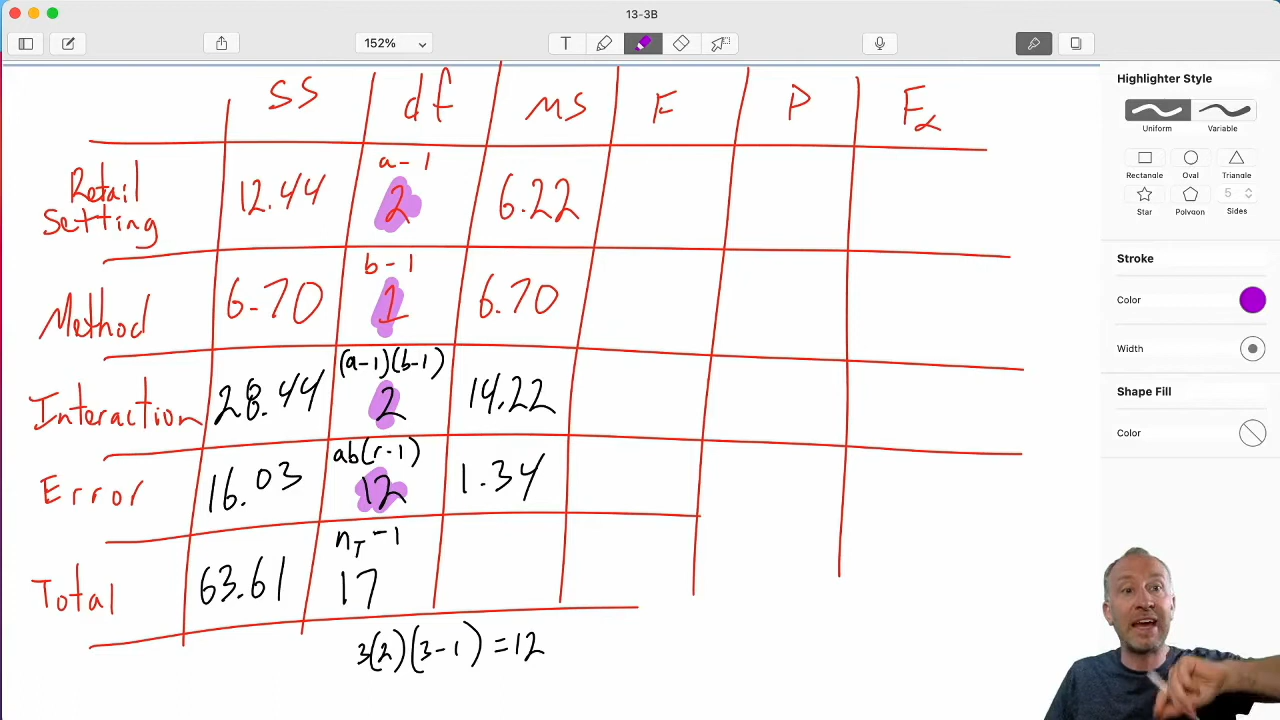 13-3B
152%
T
Highlighter Style
Uniform
Variable
Rectangle
Oval
Triangle
Star
Polygon
5
Sides
Stroke
Color
Width
Shape Fill
Color
SS df MS F P Fα
a-1
Retail Setting 12.44 2 6.22
b-1
Method 6.70 1 6.70
(a-1)(b-1)
Interaction 28.44 2 14.22
ab(r-1)
Error 16.03 12 1.34
nT-1
Total 63.61 17
3(2)(3-1)=12